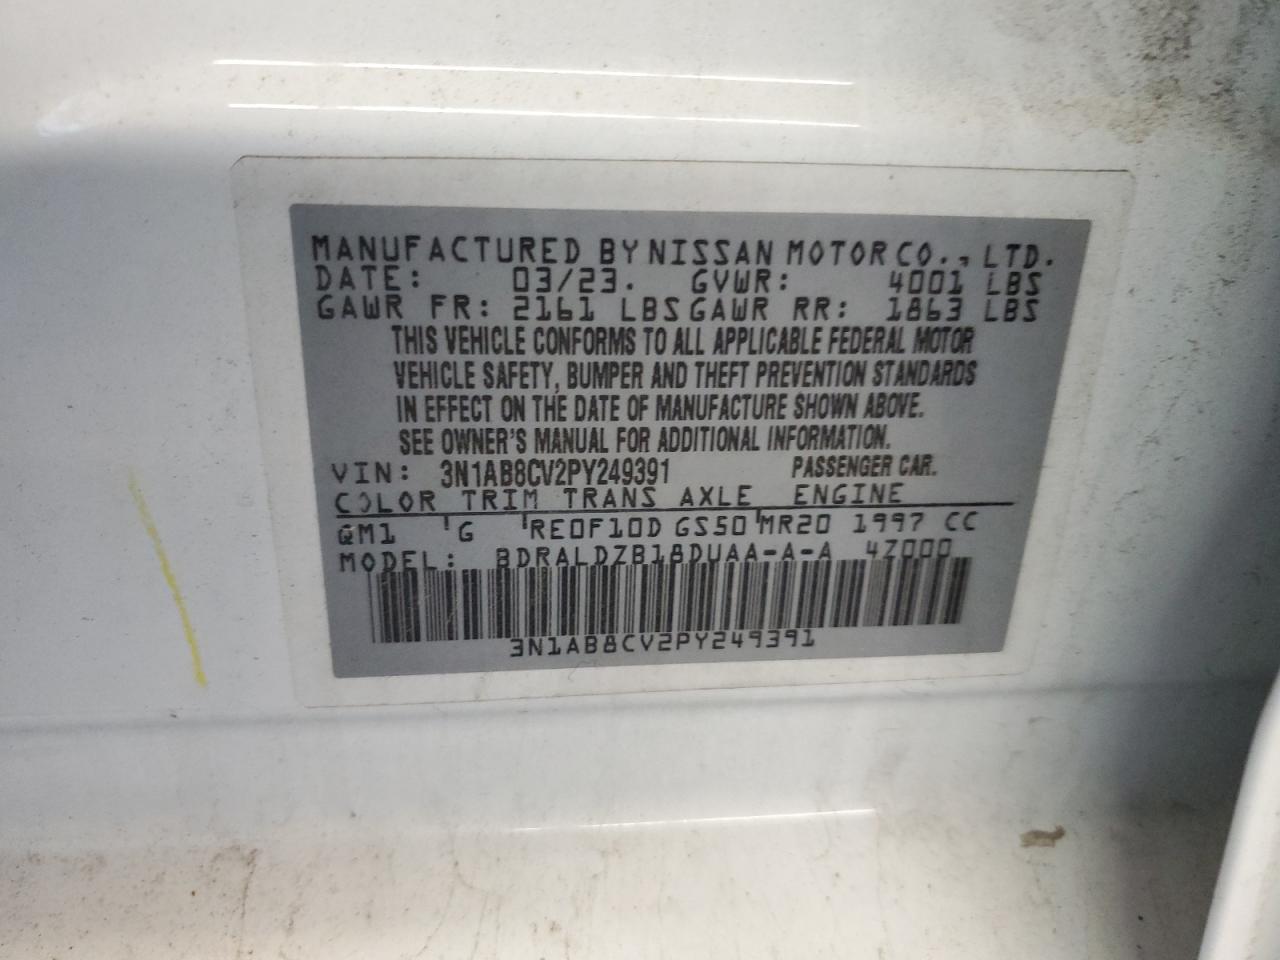 MANUFACTURED BY NISSAN MOTOR CO., LTD.
DATE: 03/23. GVWR: 4001 LBS
GAWR FR: 2161 LBS GAWR RR: 1863 LBS
THIS VEHICLE CONFORMS TO ALL APPLICABLE FEDERAL MOTOR
VEHICLE SAFETY, BUMPER AND THEFT PREVENTION STANDARDS
IN EFFECT ON THE DATE OF MANUFACTURE SHOWN ABOVE.
SEE OWNER'S MANUAL FOR ADDITIONAL INFORMATION.
VIN: 3N1AB8CV2PY249391 PASSENGER CAR.
COLOR TRIM TRANS AXLE ENGINE
QM1 G RE0F10D GS50 MR20 1997 CC
MODEL: BDRALDZB18DUAA-A-A 4Z000
3N1AB8CV2PY249391